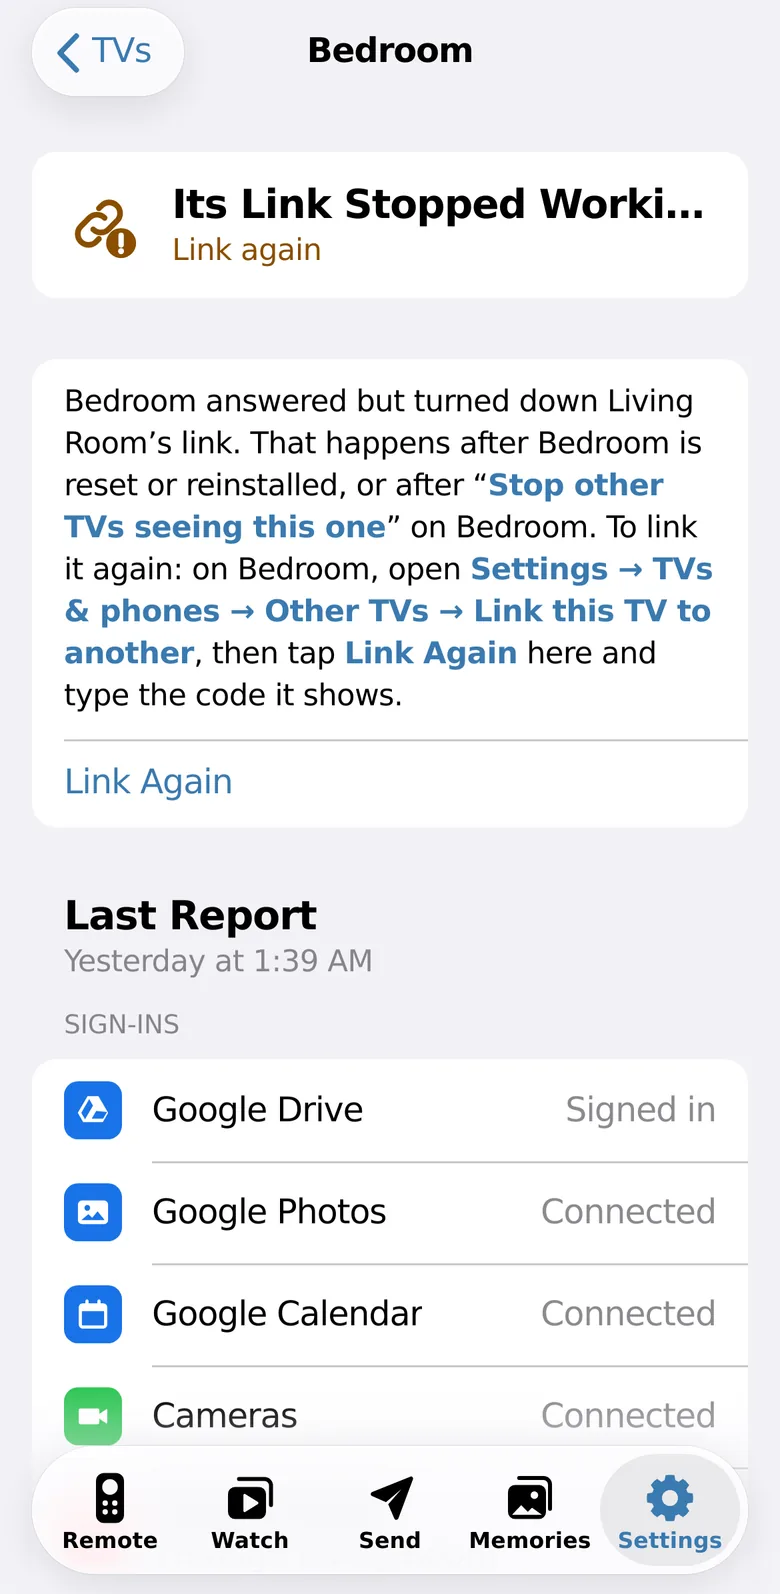 TVs
Bedroom
Its Link Stopped Worki...
Link again
Bedroom answered but turned down Living
Room’s link. That happens after Bedroom is
reset or reinstalled, or after “Stop other
TVs seeing this one” on Bedroom. To link
it again: on Bedroom, open Settings → TVs
& phones → Other TVs → Link this TV to
another, then tap Link Again here and
type the code it shows.
Link Again
Last Report
Yesterday at 1:39 AM
SIGN-INS
Google Drive Signed in
Google Photos Connected
Google Calendar Connected
Cameras Connected
Remote Watch Send Memories Settings